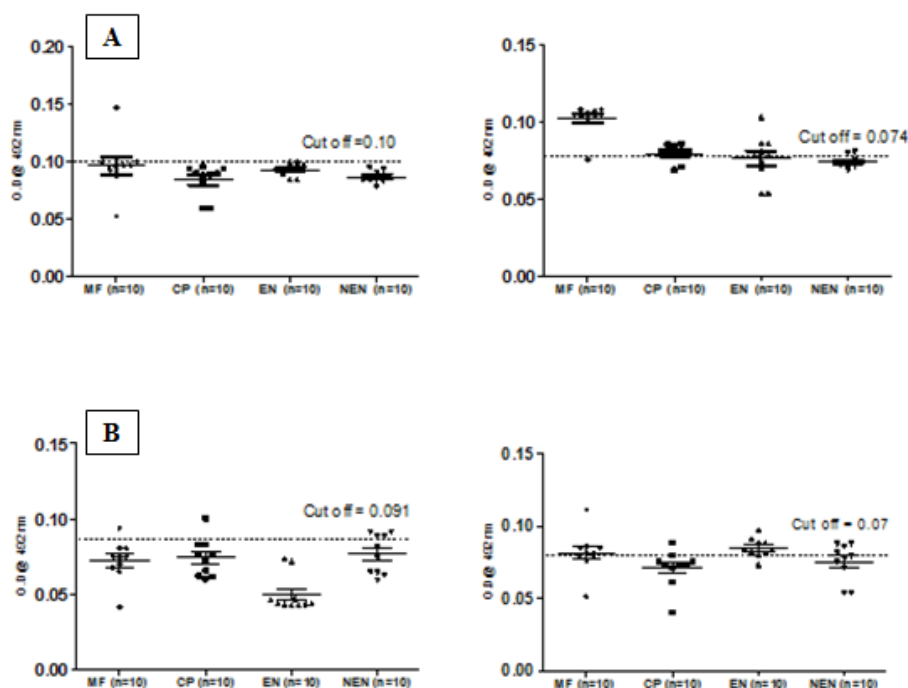 A
0.20
0.15
0.10
0.05
0.00
O.D @ 492 nm
Cut off =0.10
MF (n=10) CP (n=10) EN (n=10) NEN (n=10)
0.15
0.10
0.05
0.00
O.D @ 492 nm
Cut off = 0.074
MF (n=10) CP (n=10) EN (n=10) NEN (n=10)
B
0.15
0.10
0.05
0.00
O.D @ 492 nm
Cut off = 0.091
MF (n=10) CP (n=10) EN (n=10) NEN (n=10)
0.15
0.10
0.05
0.00
O.D @ 492 nm
Cut off = 0.07
MF (n=10) CP (n=10) EN (n=10) NEN (n=10)